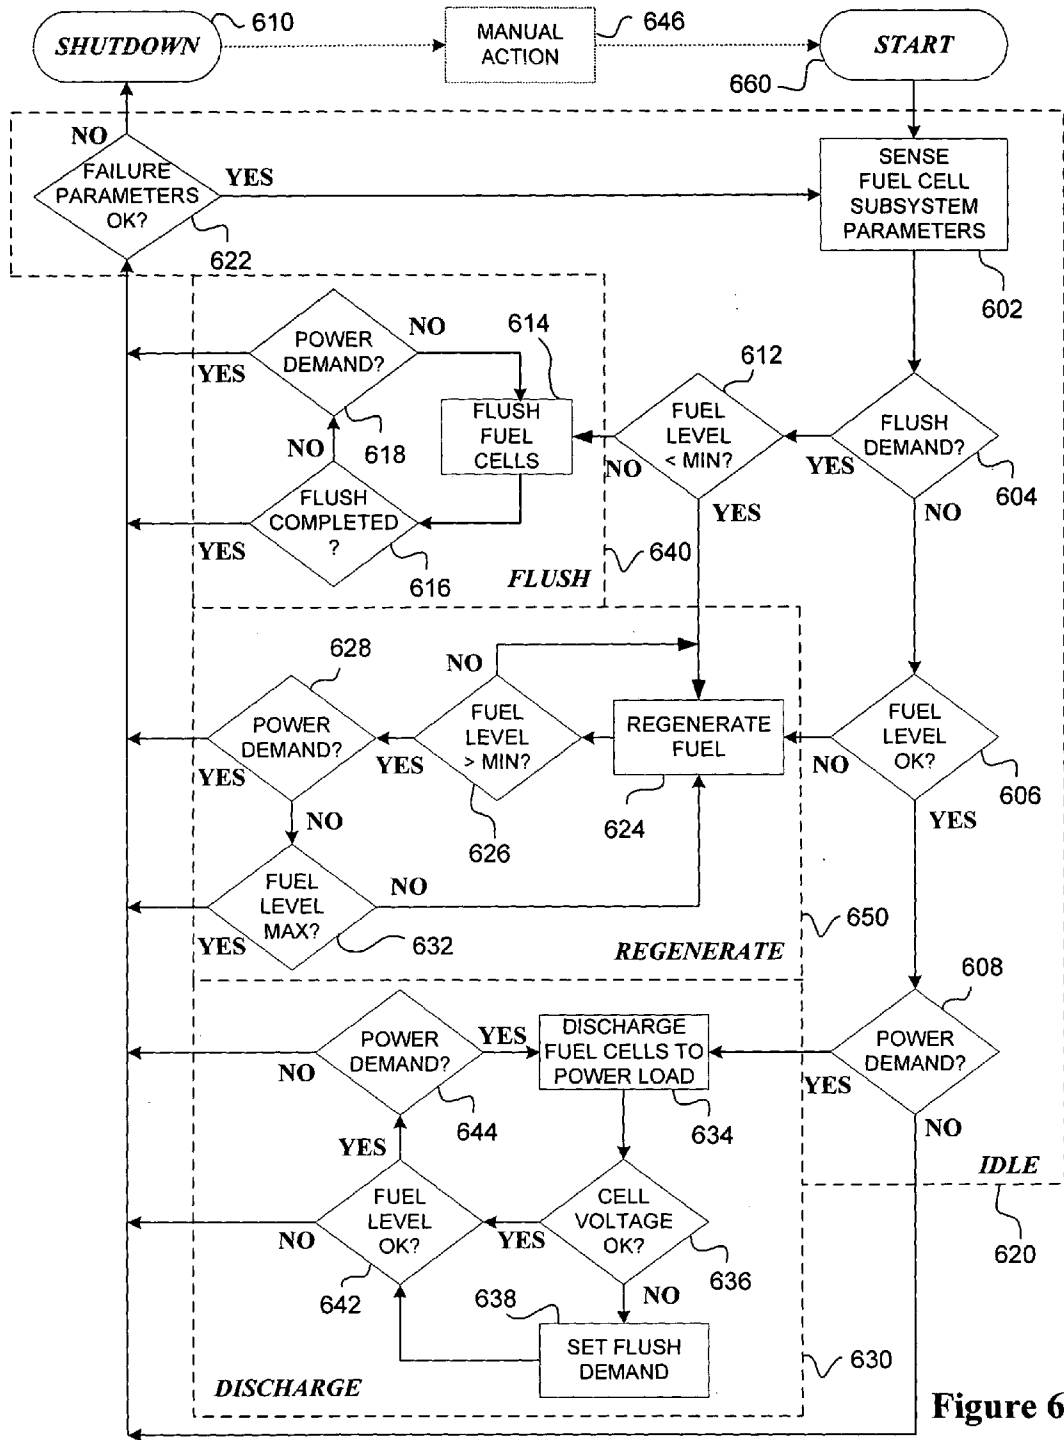 SHUTDOWN
610
MANUAL
ACTION
646
START
660
NO
FAILURE
PARAMETERS
OK?
YES
622
SENSE
FUEL CELL
SUBSYSTEM
PARAMETERS
602
POWER
DEMAND?
NO
YES
618
614
FLUSH
FUEL
CELLS
NO
FLUSH
COMPLETED
?
YES
616
FLUSH
640
612
FUEL
LEVEL
< MIN?
NO
YES
FLUSH
DEMAND?
YES
604
NO
628
POWER
DEMAND?
YES
NO
NO
FUEL
LEVEL
> MIN?
YES
626
REGENERATE
FUEL
624
FUEL
LEVEL
OK?
NO
606
YES
FUEL
LEVEL
MAX?
NO
YES
632
REGENERATE
650
608
POWER
DEMAND?
YES
NO
IDLE
620
POWER
DEMAND?
YES
NO
644
DISCHARGE
FUEL CELLS TO
POWER LOAD
634
YES
FUEL
LEVEL
OK?
NO
642
CELL
VOLTAGE
OK?
YES
636
NO
638
SET FLUSH
DEMAND
630
DISCHARGE
Figure 6